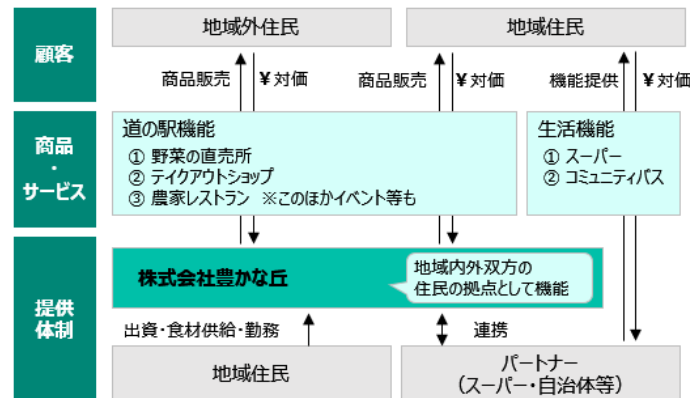 顧客
地域外住民
地域住民
商品販売
¥対価
商品販売
¥対価
機能提供
¥対価
商品
・
サービス
道の駅機能
① 野菜の直売所
② テイクアウトショップ
③ 農家レストラン ※このほかイベント等も
生活機能
① スーパー
② コミュニティバス
提供
体制
株式会社豊かな丘
地域内外双方の
住民の拠点として機能
出資・食材供給・勤務
連携
地域住民
パートナー
（スーパー・自治体等）